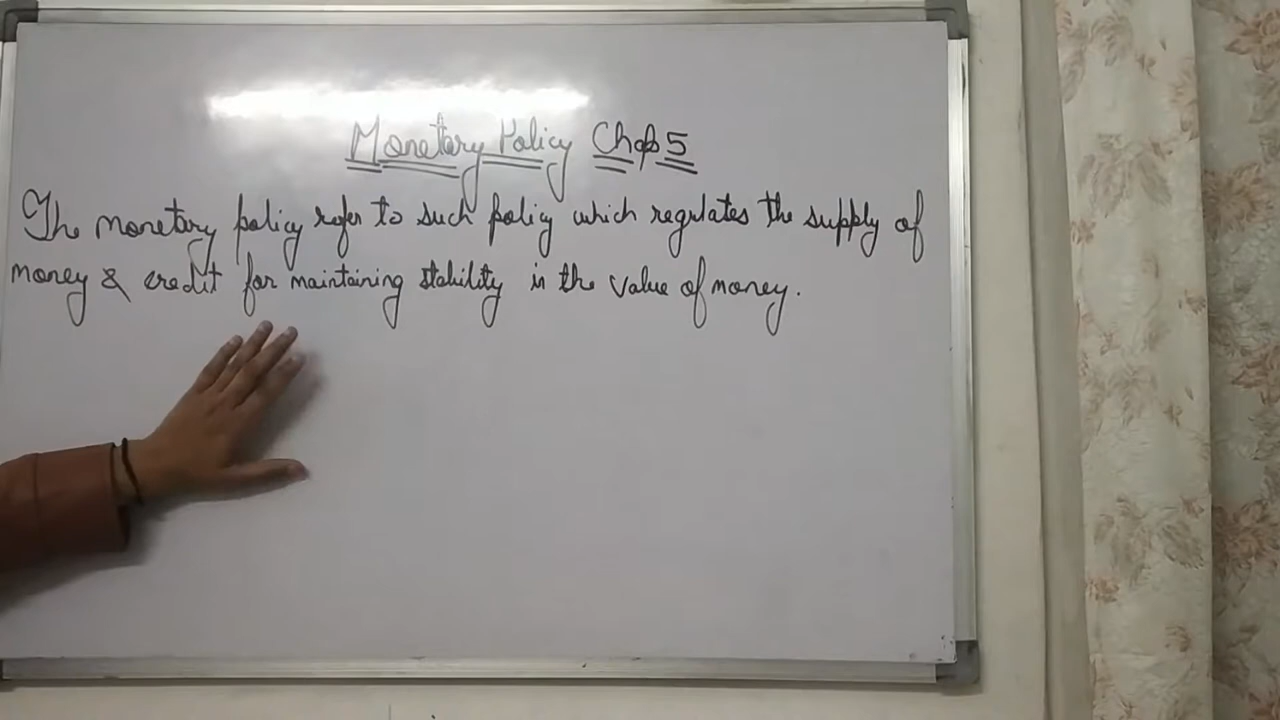 Monetary Policy Chap 5
The monetary policy refer to such policy which regulates the supply of
money & credit for maintaining stability in the value of money.